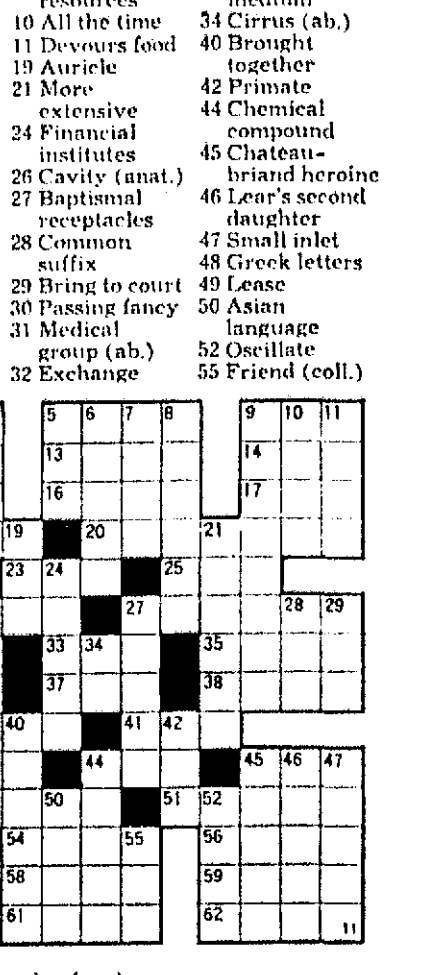 resources
10 All the time
11 Devours food
19 Auricle
21 More
extensive
24 Financial
institutes
26 Cavity (anat.)
27 Baptismal
receptacles
28 Common
suffix
29 Bring to court
30 Passing fancy
31 Medical
group (ab.)
32 Exchange
medium
34 Cirrus (ab.)
40 Brought
together
42 Primate
44 Chemical
compound
45 Chateau-
briand heroine
46 Lear's second
daughter
47 Small inlet
48 Greek letters
49 Lease
50 Asian
language
52 Oscillate
55 Friend (coll.)
5 6 7 8 9 10 11
13 14
16 17
19 20 21
23 24 25
27 28 29
33 34 35
37 38
40 41 42
44 45 46 47
50 51 52
54 55 56
58 59
61 62 11